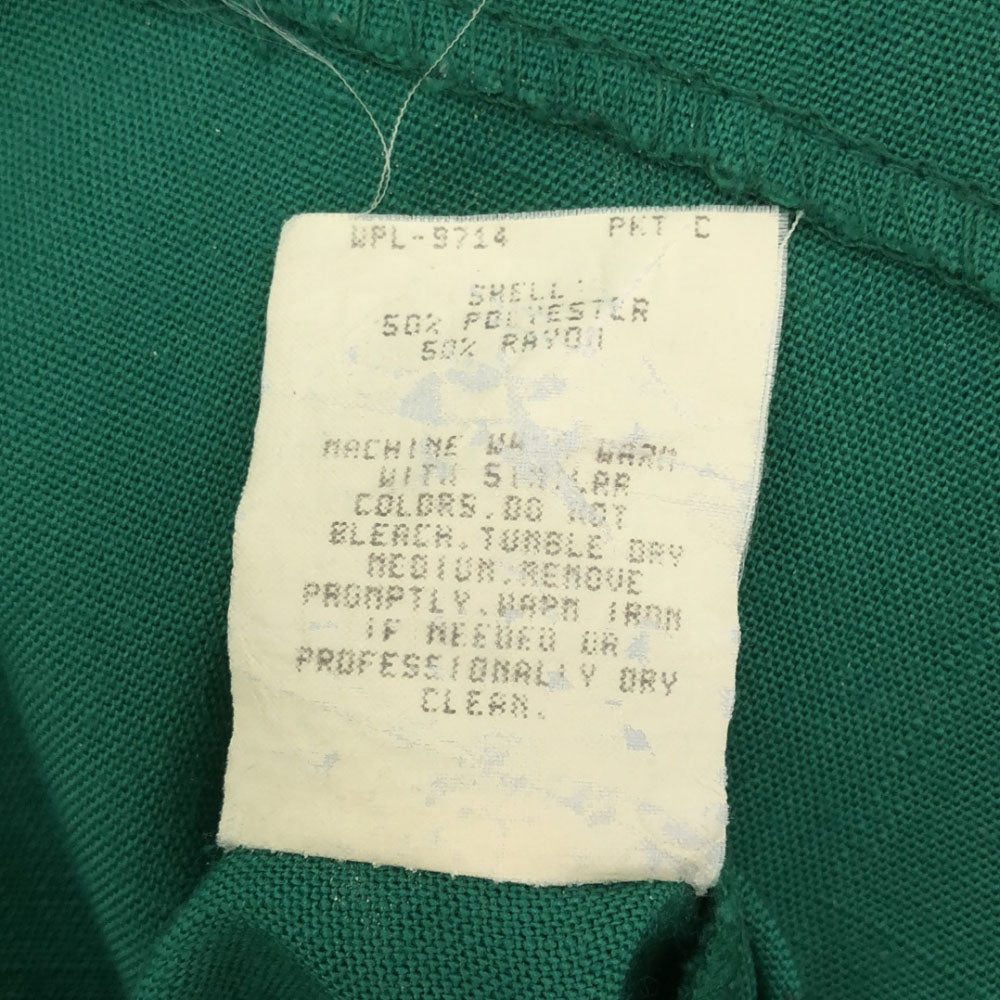 WPL-9714 PKT C
SHELL:
50% POLYESTER
50% RAYON
MACHINE WARM
WITH SIMILAR
COLORS.DO NOT
BLEACH.TUMBLE DRY
MEDIUM.REMOVE
PROMPTLY.WARM IRON
IF NEEDED OR
PROFESSIONALLY DRY
CLEAN.